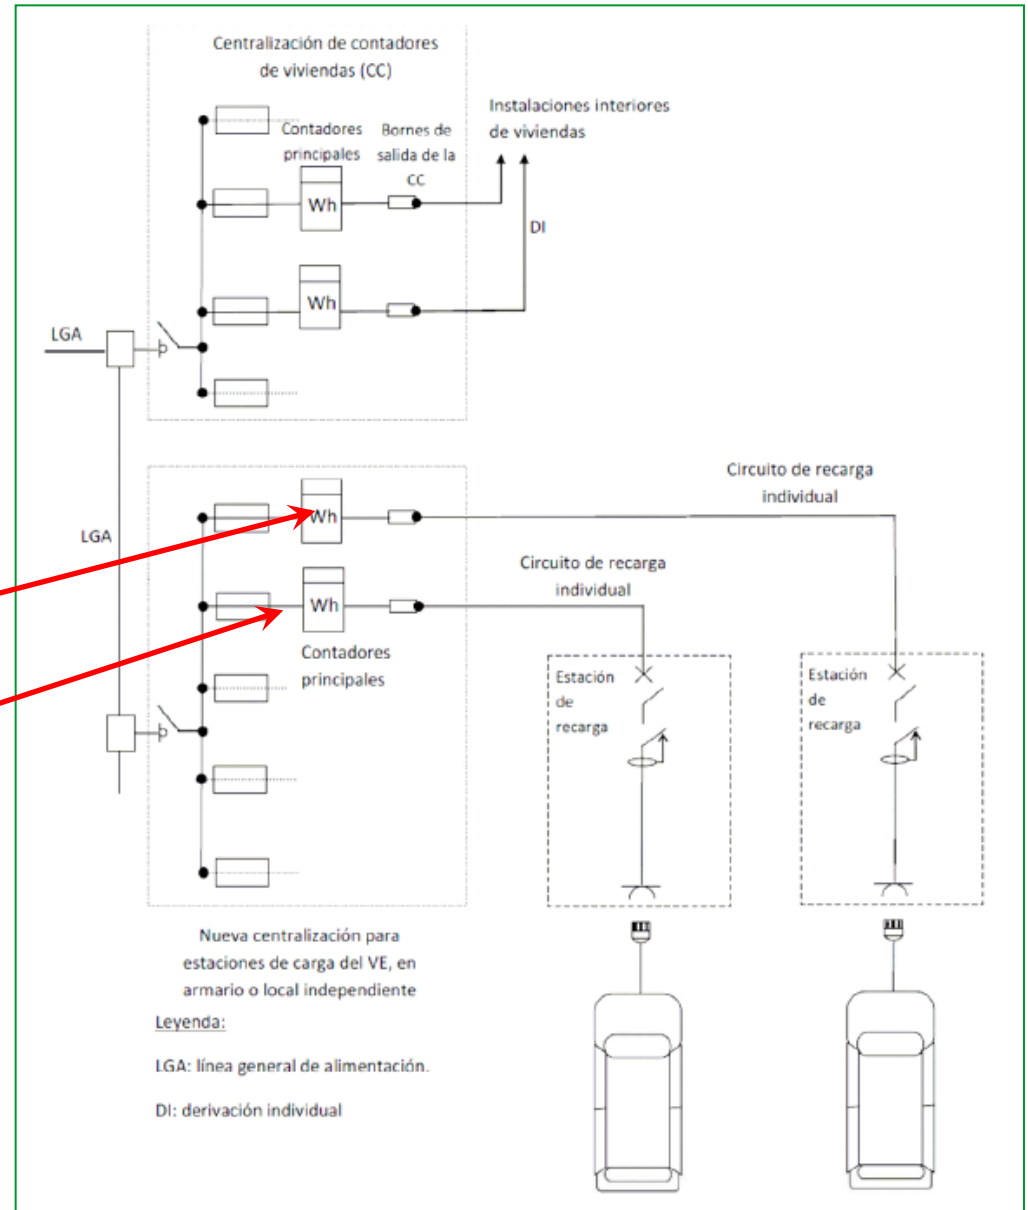 Centralización de contadores
de viviendas (CC)
Instalaciones interiores
de viviendas
Contadores
principales
Bornes de
salida de la
CC
Wh
DI
Wh
LGA
LGA
Circuito de recarga
individual
Wh
Circuito de recarga
individual
Wh
Contadores
principales
Estación
de
recarga
Estación
de
recarga
Nueva centralización para
estaciones de carga del VE, en
armario o local independiente
Leyenda:
LGA: línea general de alimentación.
DI: derivación individual